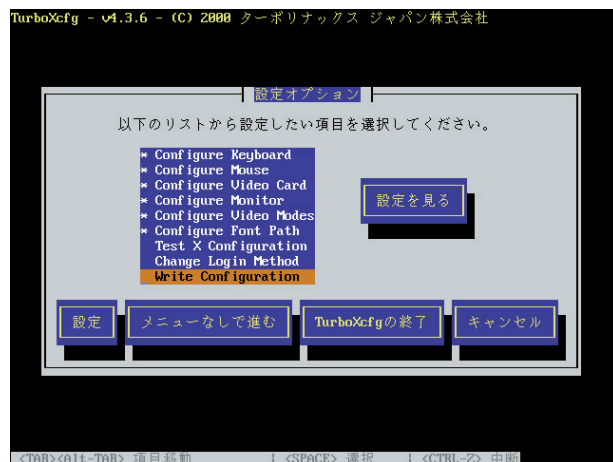 TurboXcfg - v4.3.6 - (C) 2000 ターボリナックス ジャパン株式会社
設定オプション
以下のリストから設定したい項目を選択してください。
* Configure Keyboard
* Configure Mouse
* Configure Video Card
* Configure Monitor
* Configure Video Modes
* Configure Font Path
Test X Configuration
Change Login Method
Write Configuration
設定を見る
設定 メニューなしで進む TurboXcfgの終了 キャンセル
<TAB><Alt-TAB> 項目移動 | <SPACE> 選択 | <CTRL-Z> 中断